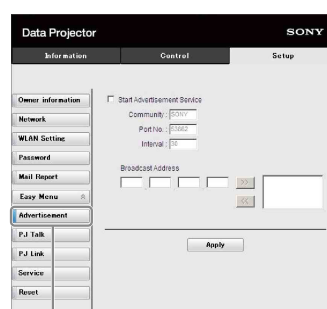 Data Projector
SONY
Information
Control
Setup
Owner information
Network
WLAN Setting
Password
Mail Report
Easy Menu
Advertisement
PJ Talk
PJ Link
Service
Reset
Start Advertisement Service
Community : SONY
Port No. : 53862
Interval : 30
Broadcast Address
>>
<<
Apply